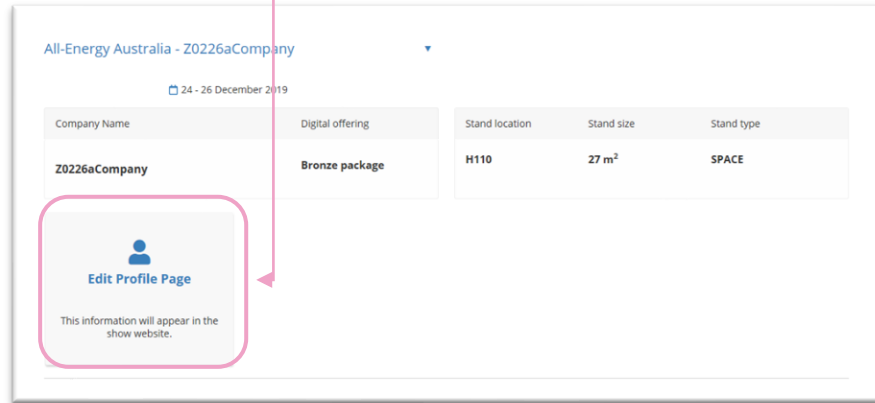 All-Energy Australia - Z0226aCompany
24 - 26 December 2019
Company Name Digital offering Stand location Stand size Stand type
Z0226aCompany Bronze package H110 27 m² SPACE
Edit Profile Page
This information will appear in the
show website.